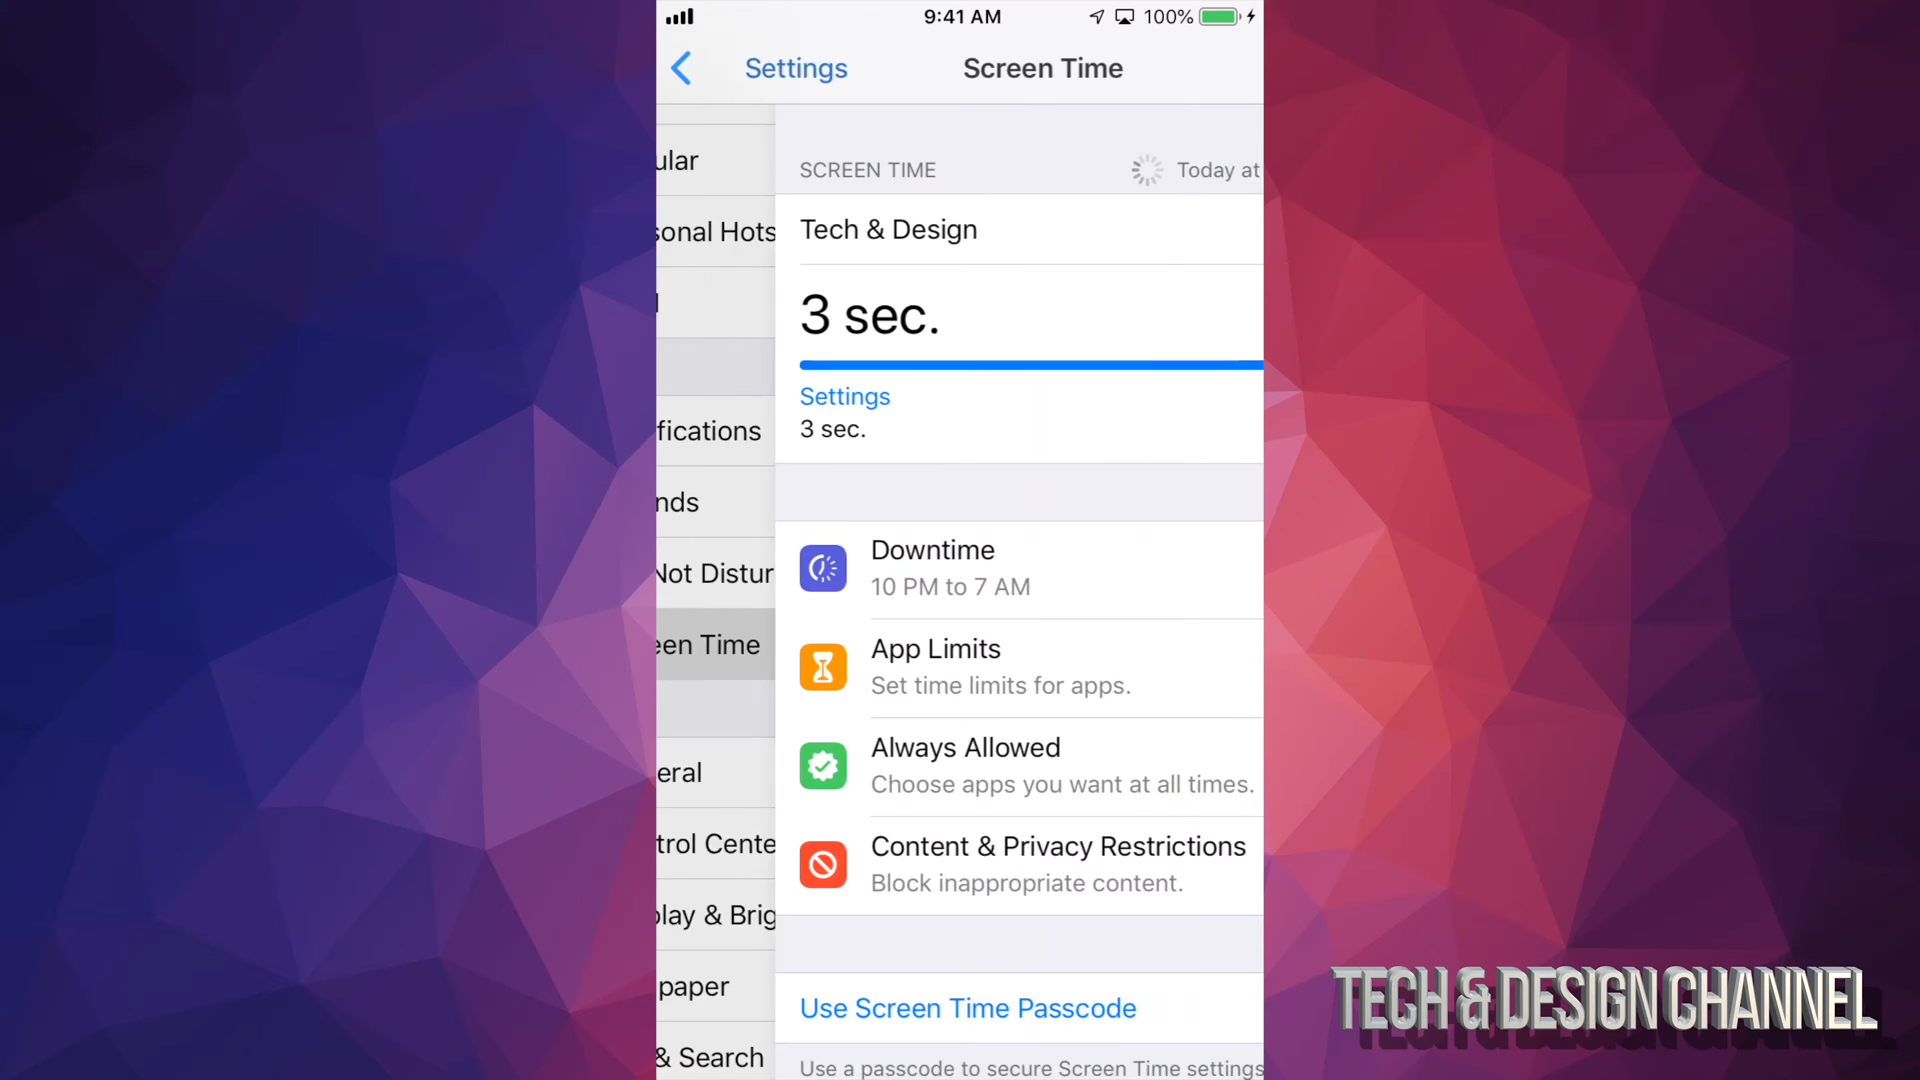 9:41 AM
100%
Settings
Screen Time
ular
sonal Hots
fications
nds
Not Distur
een Time
eral
trol Cente
play & Brig
paper
& Search
SCREEN TIME
Today at
Tech & Design
3 sec.
Settings
3 sec.
Downtime
10 PM to 7 AM
App Limits
Set time limits for apps.
Always Allowed
Choose apps you want at all times.
Content & Privacy Restrictions
Block inappropriate content.
Use Screen Time Passcode
Use a passcode to secure Screen Time settings
TECH & DESIGN CHANNEL